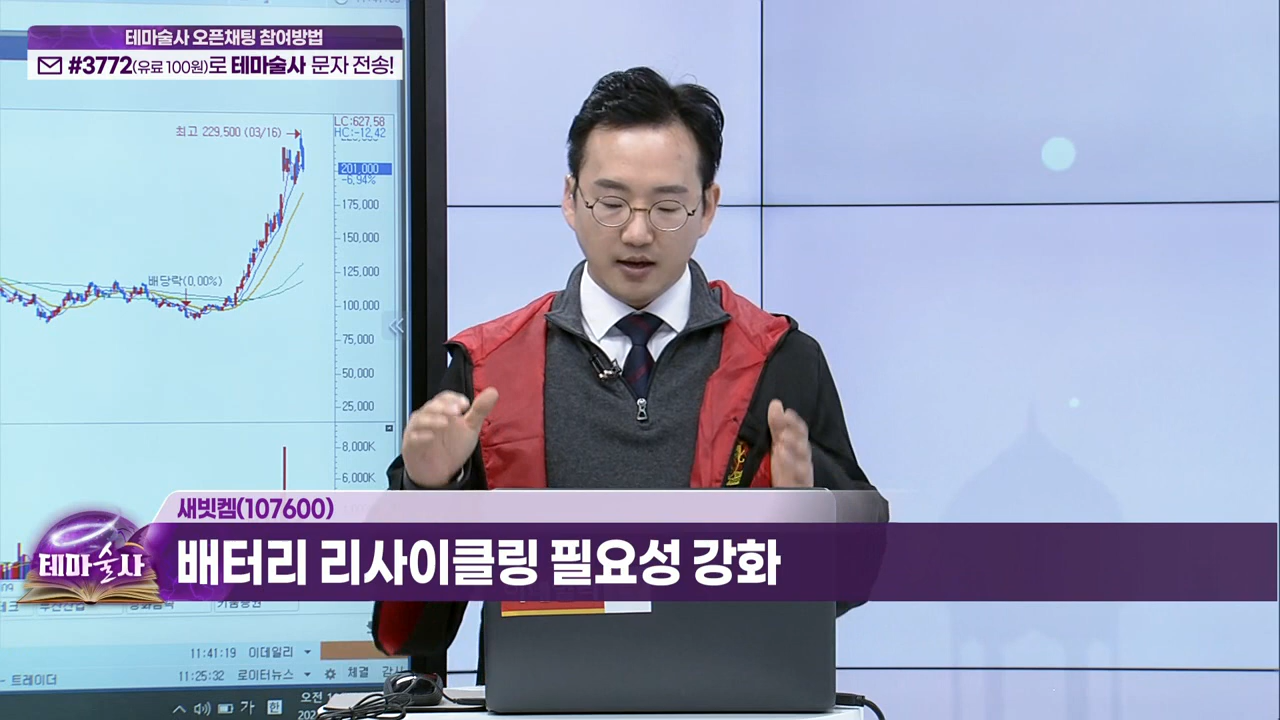 테마술사 오픈채팅 참여방법
#3772(유료 100원)로 테마술사 문자 전송!
LC:627,58
최고 229,500 (03/16)
HC:-12,42
201,000
-6,94%
175,000
150,000
125,000
배당락(0,00%)
100,000
75,000
50,000
25,000
8,000K
6,000K
새빗켐(107600)
테마술사
배터리 리사이클링 필요성 강화
11:41:19 이데일리
- 트레이더
11:25:32 로이터뉴스
체결
가 한
오전